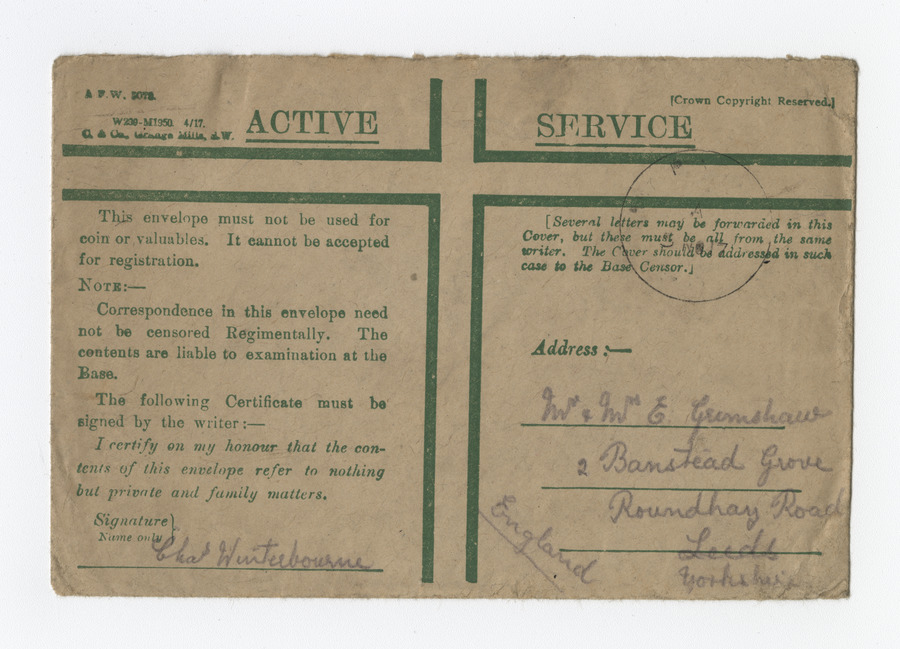 A F.W. 3078.
W230-M1950. 4/17.
ACTIVE
SERVICE
[Crown Copyright Reserved.]
This envelope must not be used for
coin or valuables. It cannot be accepted
for registration.
NOTE:—
Correspondence in this envelope need
not be censored Regimentally. The
contents are liable to examination at the
Base.
The following Certificate must be
signed by the writer:—
I certify on my honour that the con-
tents of this envelope refer to nothing
but private and family matters.
Signature
Name only
Chas Winterbourne
[Several letters may be forwarded in this
Cover, but these must be all from the same
writer. The Cover should be addressed in such
case to the Base Censor.]
Address:—
Mr & Mrs E. Grimshaw
2 Banstead Grove
Roundhay Road
Leeds
Yorkshire
England